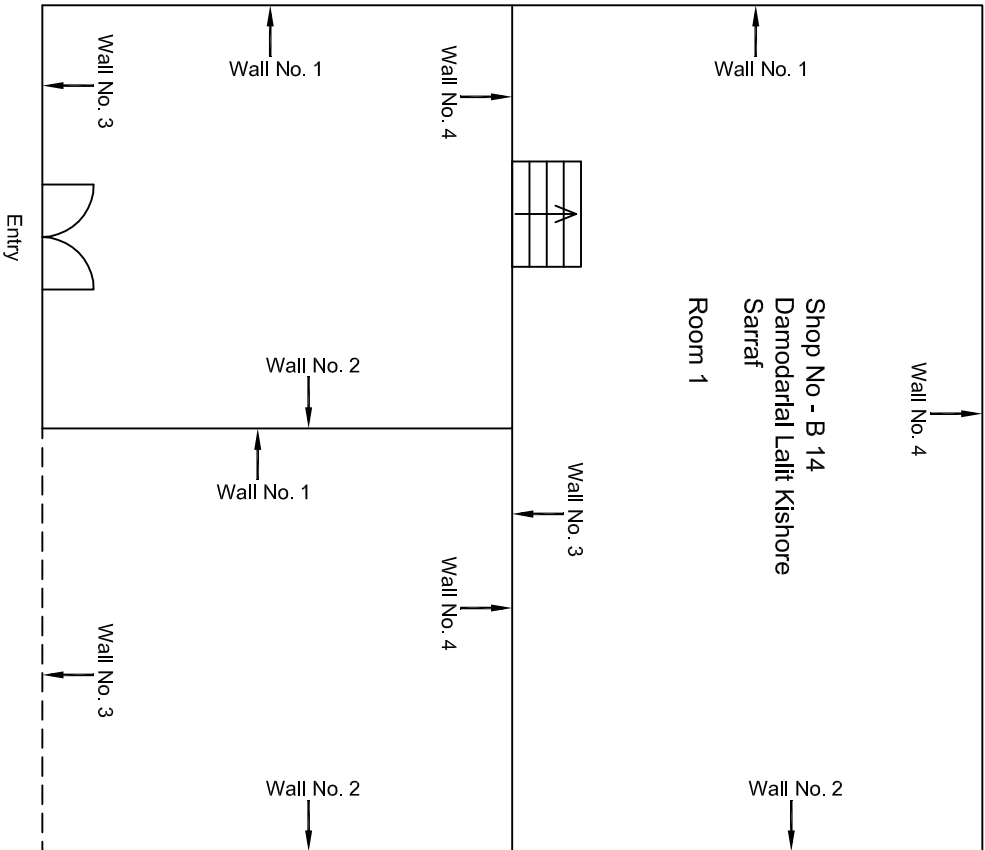 Wall No. 1
Wall No. 1
Wall No. 3
Wall No. 4
Entry
Shop No - B 14
Damodarlal Lalit Kishore
Sarraf
Room 1
Wall No. 4
Wall No. 2
Wall No. 1
Wall No. 3
Wall No. 4
Wall No. 3
Wall No. 2
Wall No. 2